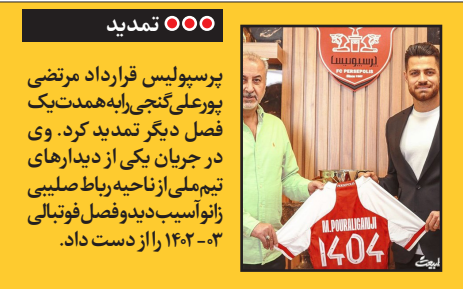 تمدید
پرسپولیس قرارداد مرتضی
پورعلی‌گنجی را به همدت یک
فصل دیگر تمدید کرد. وی
در جریان یکی از دیدارهای
تیم ملی از ناحیه رباط صلیبی
زانو آسیب دید و فصل فوتبالی
۱۴۰۲-۰۳ را از دست داد.
پرسپولیس
FC PERSEPOLIS
M.POURALIGANJI
1404